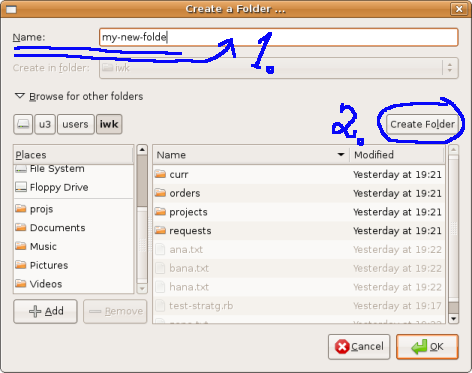 Create a Folder ...
Name: my-new-folde
1.
Create in folder: iwk
Browse for other folders
u3 users iwk
2.
Create Folder
Places
File System
Floppy Drive
projs
Documents
Music
Pictures
Videos
Name Modified
curr Yesterday at 19:21
orders Yesterday at 19:21
projects Yesterday at 19:21
requests Yesterday at 19:21
ana.txt Yesterday at 19:22
bana.txt Yesterday at 19:22
hana.txt Yesterday at 19:22
test-stratg.rb Yesterday at 19:17
Add Remove
Cancel OK